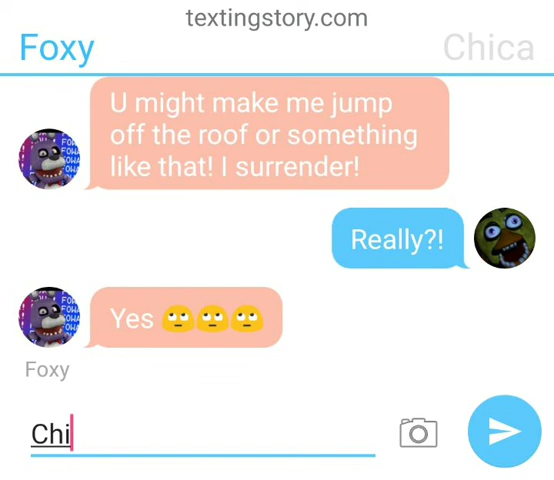 textingstory.com
Foxy
Chica
U might make me jump
off the roof or something
like that! I surrender!
Really?!
Yes 🙄🙄🙄
Foxy
Chi